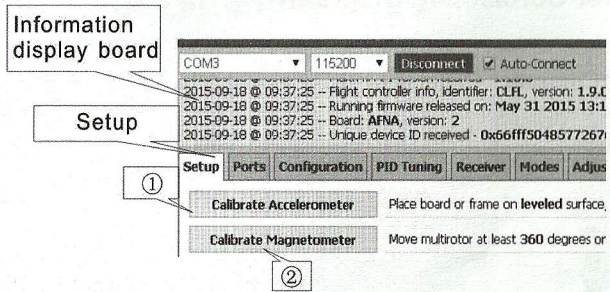 Information
display board
COM3 115200 Disconnect Auto-Connect
2015-09-18 @ 09:37:25 -- Flight controller info, identifier: CLFL, version: 1.9.0
2015-09-18 @ 09:37:25 -- Running firmware released on: May 31 2015 13:1
2015-09-18 @ 09:37:25 -- Board: AFNA, version: 2
2015-09-18 @ 09:37:25 -- Unique device ID received - 0x66fff5048577267
Setup
Setup Ports Configuration PID Tuning Receiver Modes Adjus
①
Calibrate Accelerometer Place board or frame on leveled surface,
Calibrate Magnetometer Move multirotor at least 360 degrees or
②